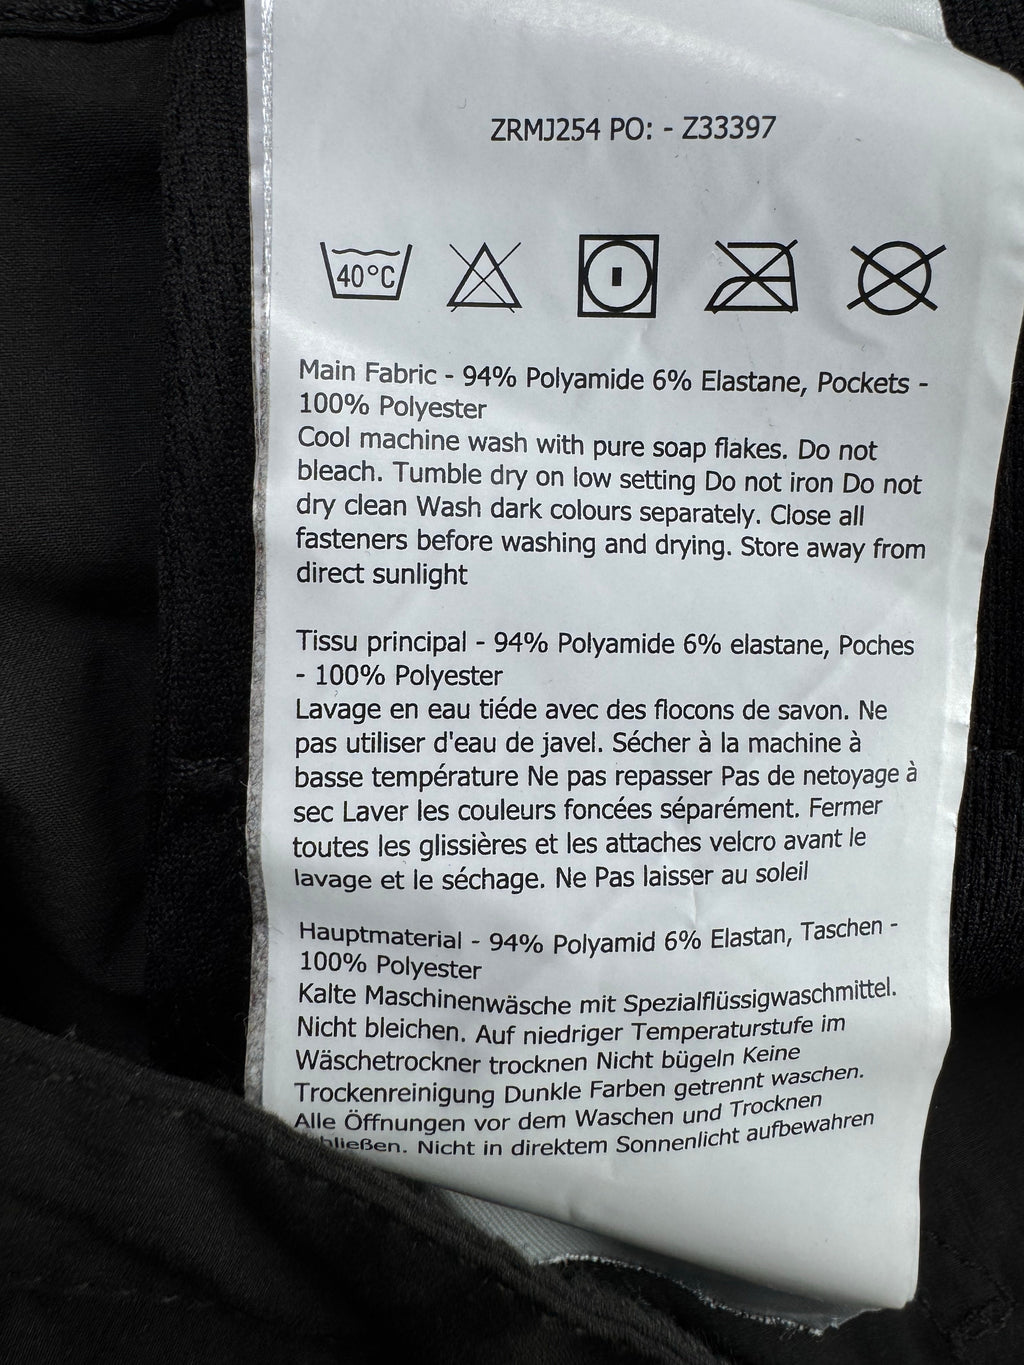 ZRMJ254 PO: - Z33397
40°C
Main Fabric - 94% Polyamide 6% Elastane, Pockets -
100% Polyester
Cool machine wash with pure soap flakes. Do not
bleach. Tumble dry on low setting Do not iron Do not
dry clean Wash dark colours separately. Close all
fasteners before washing and drying. Store away from
direct sunlight
Tissu principal - 94% Polyamide 6% elastane, Poches
- 100% Polyester
Lavage en eau tiéde avec des flocons de savon. Ne
pas utiliser d'eau de javel. Sécher à la machine à
basse température Ne pas repasser Pas de netoyage à
sec Laver les couleurs foncées séparément. Fermer
toutes les glissières et les attaches velcro avant le
lavage et le séchage. Ne Pas laisser au soleil
Hauptmaterial - 94% Polyamid 6% Elastan, Taschen -
100% Polyester
Kalte Maschinenwäsche mit Spezialflüssigwaschmittel.
Nicht bleichen. Auf niedriger Temperaturstufe im
Wäschetrockner trocknen Nicht bügeln Keine
Trockenreinigung Dunkle Farben getrennt waschen.
Alle Öffnungen vor dem Waschen und Trocknen
Nicht in direktem Sonnenlicht aufbewahren